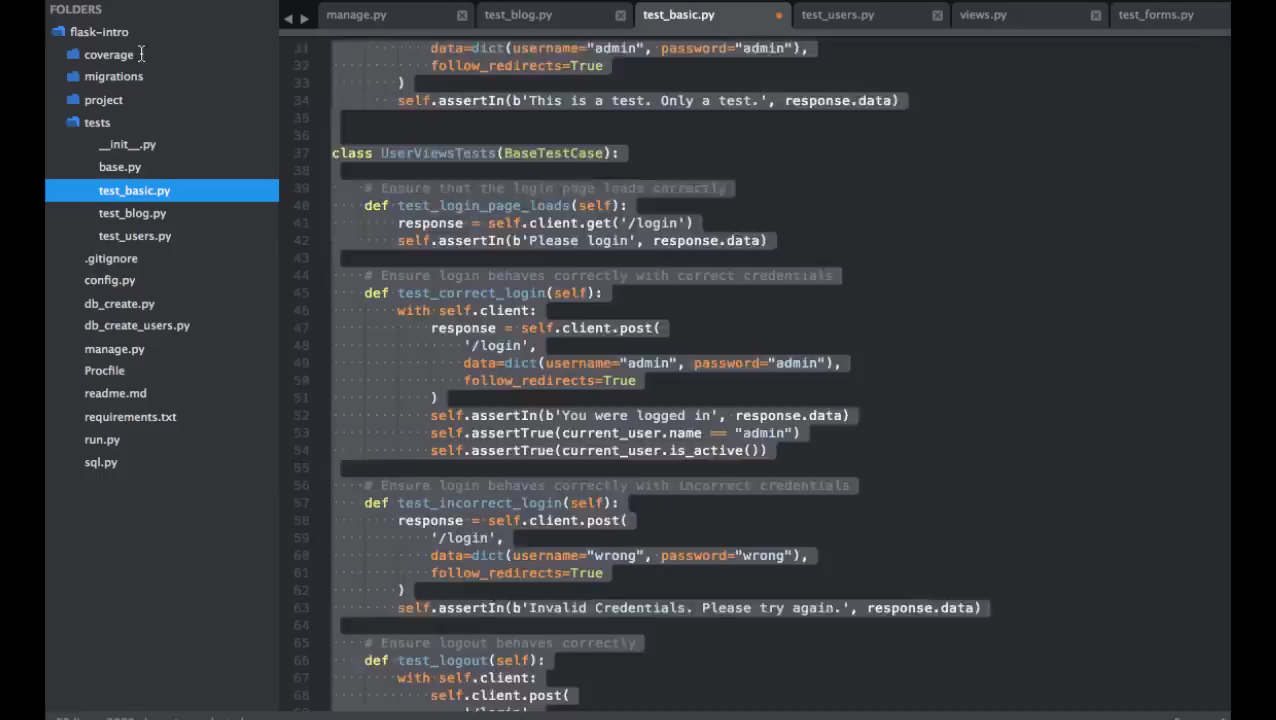 FOLDERS
flask-intro
coverage
migrations
project
tests
__init__.py
base.py
test_basic.py
test_blog.py
test_users.py
.gitignore
config.py
db_create.py
db_create_users.py
manage.py
Procfile
readme.md
requirements.txt
run.py
sql.py
manage.py
test_blog.py
test_basic.py
test_users.py
views.py
test_forms.py
31 data=dict(username="admin", password="admin"),
32 follow_redirects=True
33 )
34 self.assertIn(b'This is a test. Only a test.', response.data)
35
36
37 class UserViewsTests(BaseTestCase):
38
39 # Ensure that the login page loads correctly
40 def test_login_page_loads(self):
41 response = self.client.get('/login')
42 self.assertIn(b'Please login', response.data)
43
44 # Ensure login behaves correctly with correct credentials
45 def test_correct_login(self):
46 with self.client:
47 response = self.client.post(
48 '/login',
49 data=dict(username="admin", password="admin"),
50 follow_redirects=True
51 )
52 self.assertIn(b'You were logged in', response.data)
53 self.assertTrue(current_user.name == "admin")
54 self.assertTrue(current_user.is_active())
55
56 # Ensure login behaves correctly with incorrect credentials
57 def test_incorrect_login(self):
58 response = self.client.post(
59 '/login',
60 data=dict(username="wrong", password="wrong"),
61 follow_redirects=True
62 )
63 self.assertIn(b'Invalid Credentials. Please try again.', response.data)
64
65 # Ensure logout behaves correctly
66 def test_logout(self):
67 with self.client:
68 self.client.post(